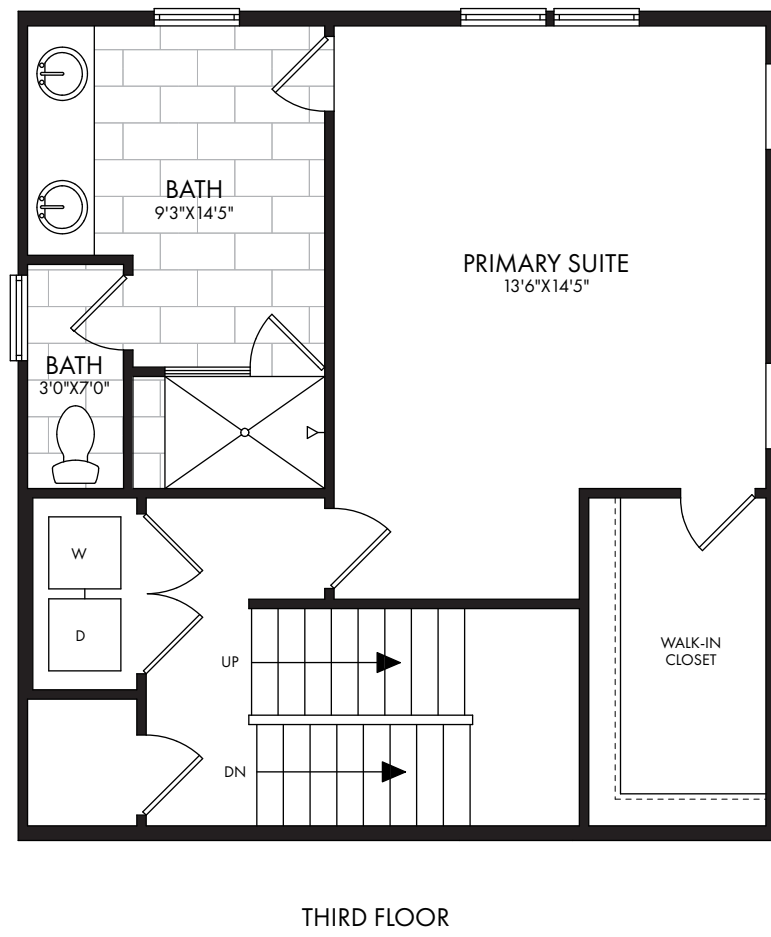 BATH
9'3"X14'5"
PRIMARY SUITE
13'6"X14'5"
BATH
3'0"X7'0"
W
D
UP
WALK-IN
CLOSET
DN
THIRD FLOOR